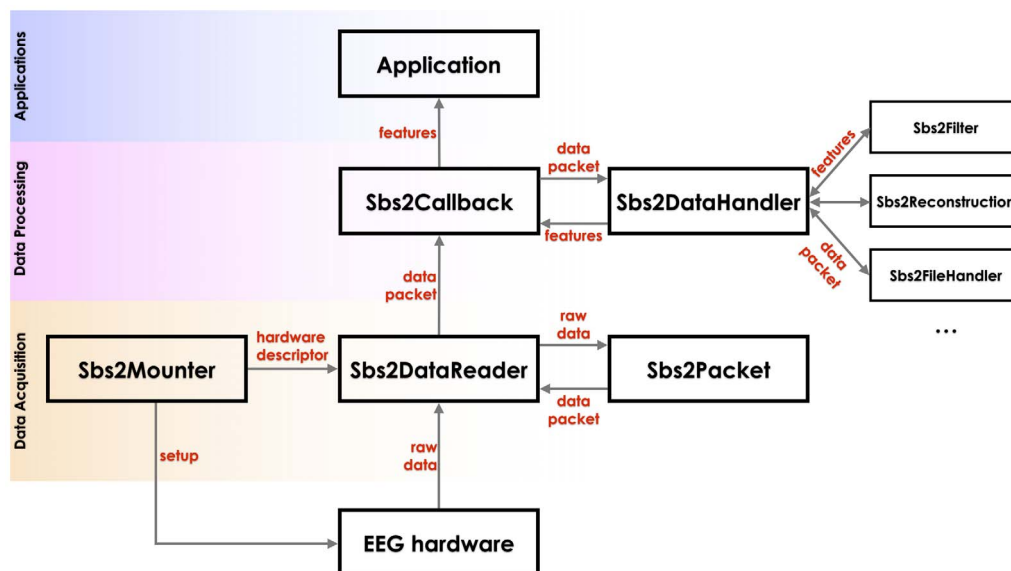 Applications
Application
features
Data Processing
Sbs2Callback
data
packet
features
Sbs2DataHandler
features
data
packet
Sbs2Filter
Sbs2Reconstruction
Sbs2FileHandler
...
data
packet
Data Acquisition
Sbs2Mounter
hardware
descriptor
Sbs2DataReader
raw
data
data
packet
Sbs2Packet
setup
raw
data
EEG hardware